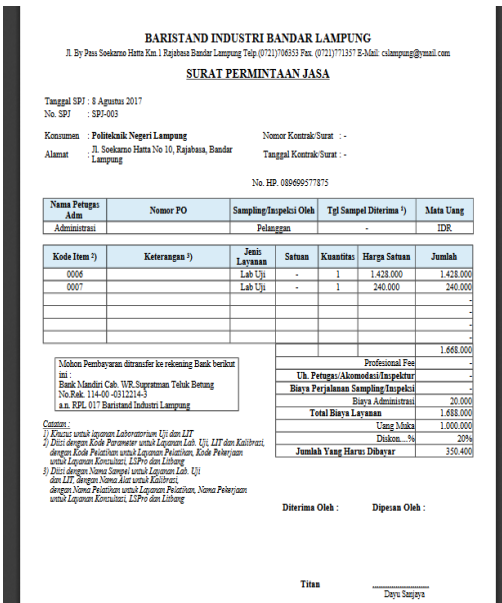 BARISTAND INDUSTRI BANDAR LAMPUNG
Jl. By Pass Soekarno Hatta Km.1 Rajabasa Bandar Lampung Telp.(0721)706353 Fax. (0721)771357 E-Mail: cslampung@ymail.com
SURAT PERMINTAAN JASA
Tanggal SPJ : 8 Agustus 2017
No. SPJ : SPJ-003
Konsumen : Politeknik Negeri Lampung Nomor Kontrak/Surat : -
Alamat : Jl. Soekarno Hatta No 10, Rajabasa, Bandar Lampung Tanggal Kontrak/Surat : -
No. HP. 089699577875
Nama Petugas Adm Nomor PO Sampling/Inspeksi Oleh Tgl Sampel Diterima ¹) Mata Uang
Administrasi Pelanggan - IDR
Kode Item ²) Keterangan ³) Jenis Layanan Satuan Kuantitas Harga Satuan Jumlah
0006 Lab Uji - 1 1.428.000 1.428.000
0007 Lab Uji - 1 240.000 240.000
-
-
-
-
1.668.000
Profesional Fee -
Uh. Petugas/Akomodasi/Inspektur -
Biaya Perjalanan Sampling/Inspeksi -
Biaya Administrasi 20.000
Total Biaya Layanan 1.688.000
Uang Muka 1.000.000
Diskon....% 20%
Jumlah Yang Harus Dibayar 350.400
Mohon Pembayaran ditransfer ke rekening Bank berikut
ini :
Bank Mandiri Cab. WR.Supratman Teluk Betung
No.Rek. 114-00 -0312214-3
a.n. RPL 017 Baristand Industri Lampung
Catatan :
1) Khusus untuk layanan Laboratorium Uji dan LIT
2) Diisi dengan Kode Parameter untuk Layanan Lab. Uji, LIT dan Kalibrasi,
dengan Kode Pelatihan untuk Layanan Pelatihan, Kode Pekerjaan
untuk Layanan Konsultasi, LSPro dan Litbang
3) Diisi dengan Nama Sampel untuk Layanan Lab. Uji
dan LIT, dengan Nama Alat untuk Kalibrasi,
dengan Nama Pelatihan untuk Layanan Pelatihan, Nama Pekerjaan
untuk Layanan Konsultasi, LSPro dan Litbang
Diterima Oleh : Dipesan Oleh :
Titan
Dayu Sanjaya